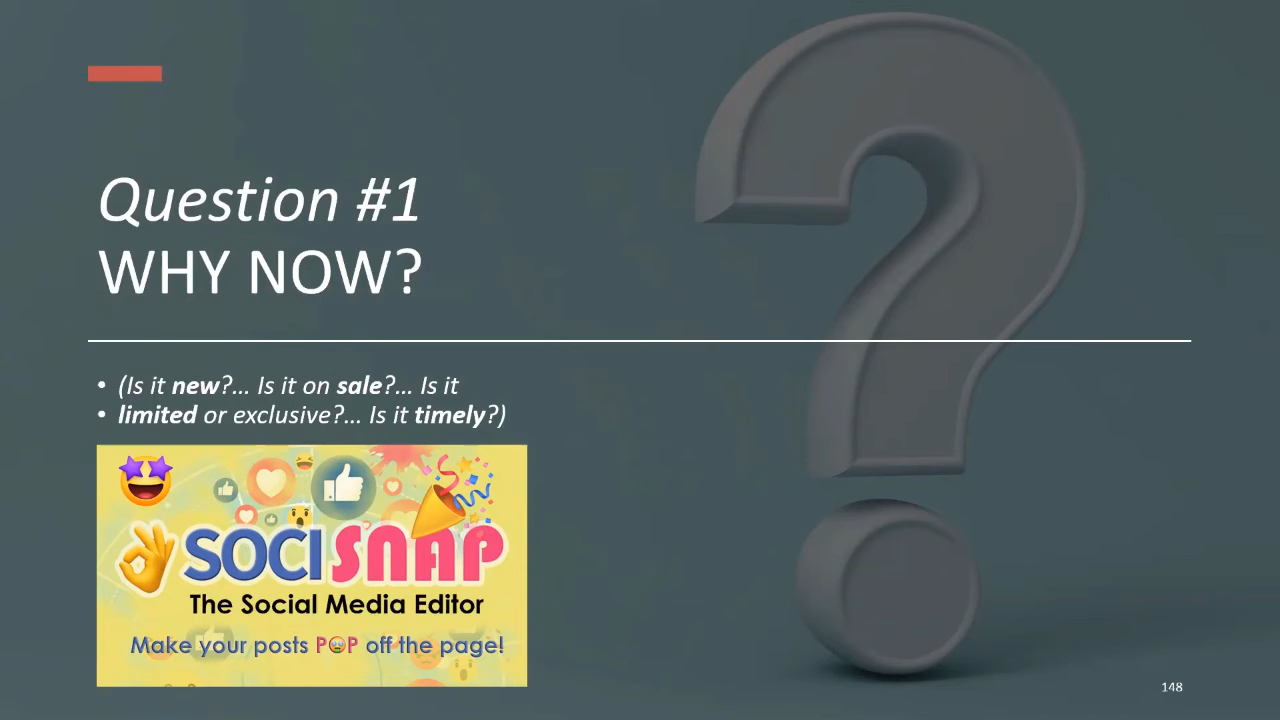 Question #1
WHY NOW?
• (Is it new?... Is it on sale?... Is it
• limited or exclusive?... Is it timely?)
SOCISNAP
The Social Media Editor
Make your posts POP off the page!
148